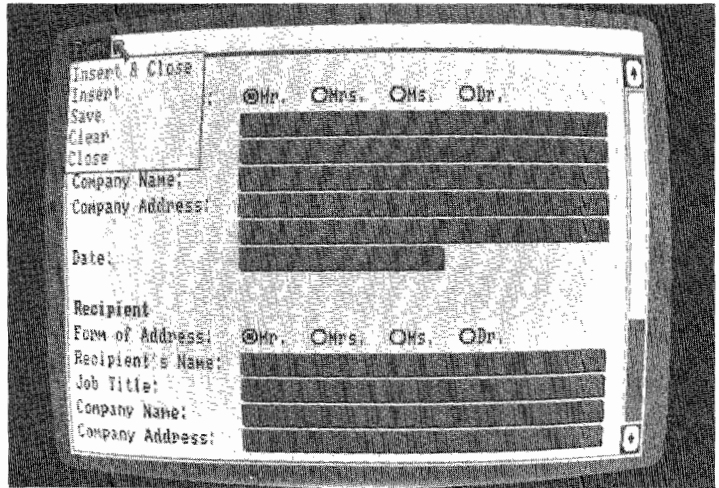 Insert & Close
Insert
Save
Clear
Close
Mr. Mrs. Ms. Dr.
Company Name:
Company Address:
Date:
Recipient
Form of Address: Mr. Mrs. Ms. Dr.
Recipient's Name:
Job Title:
Company Name:
Company Address: